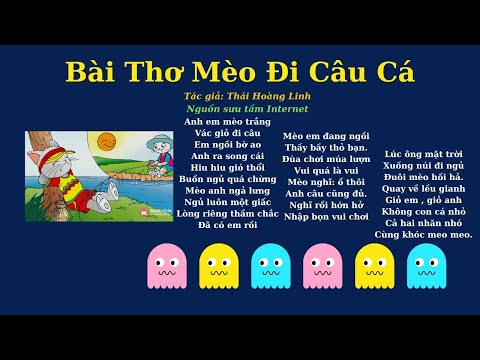 Bài Thơ Mèo Đi Câu Cá
Tác giả: Thái Hoàng Linh
Nguồn sưu tầm Internet
Anh em mèo trắng
Vác giỏ đi câu
Em ngồi bờ ao
Anh ra song cái
Hiu hiu gió thổi
Buồn ngủ quá chừng
Mèo anh ngả lưng
Ngủ luôn một giấc
Lòng riêng thầm chắc
Đã có em rồi
Mèo em đang ngồi
Thấy bầy thỏ bạn.
Đùa chơi múa lượn
Vui quá là vui
Mèo nghĩ: ồ thôi
Anh câu cũng đủ.
Nghĩ rồi hớn hở
Nhập bọn vui chơi
Lúc ông mặt trời
Xuống núi đi ngủ
Đuôi mèo hối hả.
Quay về lều gianh
Giỏ em , giỏ anh
Không con cá nhỏ
Cả hai nhăn nhó
Cùng khóc meo meo.